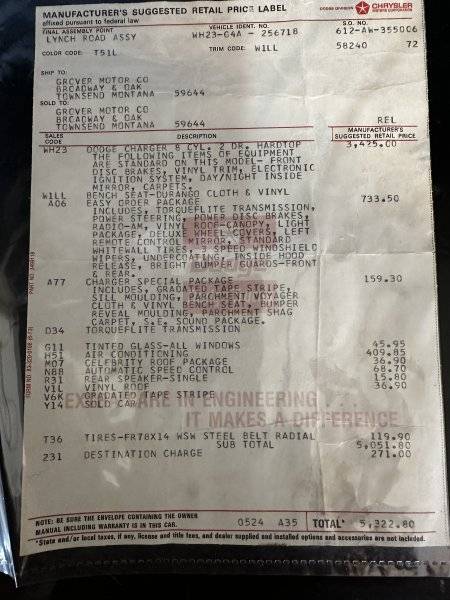 MANUFACTURER'S SUGGESTED RETAIL PRICE LABEL
affixed pursuant to federal law
DODGE DIVISION CHRYSLER
MOTORS CORPORATION
FINAL ASSEMBLY POINT VEHICLE IDENT. NO. S.O. NO.
LYNCH ROAD ASSY WH23-C4A - 256718 612-AW-355006
COLOR CODE: T51L TRIM CODE: W1LL 58240 72
SHIP TO:
GROVER MOTOR CO
BROADWAY & OAK
TOWNSEND MONTANA 59644
SOLD TO:
GROVER MOTOR CO
BROADWAY & OAK
TOWNSEND MONTANA 59644 REL
SALES CODE DESCRIPTION MANUFACTURER'S SUGGESTED RETAIL PRICE
WH23 DODGE CHARGER 6 CYL. 2 DR. HARDTOP 3,425.00
THE FOLLOWING ITEMS OF EQUIPMENT
ARE STANDARD ON THIS MODEL- FRONT
DISC BRAKES, VINYL TRIM, ELECTRONIC
IGNITION SYSTEM, DAY/NIGHT INSIDE
MIRROR, CARPETS.
W1LL BENCH SEAT-DURANGO CLOTH & VINYL
A06 EASY ORDER PACKAGE 733.50
INCLUDES, TORQUEFLITE TRANSMISSION,
POWER STEERING, POWER DISC BRAKES,
RADIO-AM, VINYL ROOF-CANOPY, LIGHT
PACKAGE, DELUXE WHEEL COVERS, LEFT
REMOTE CONTROL MIRROR, STANDARD
WHITEWALL TIRES, 3 SPEED WINDSHIELD
WIPERS, UNDERCOATING, INSIDE HOOD
RELEASE, BRIGHT BUMPER GUARDS-FRONT
& REAR.
A77 CHARGER SPECIAL PACKAGE 159.30
INCLUDES, GRADATED TAPE STRIPE,
SILL MOULDING, PARCHMENT VOYAGER
CLOTH & VINYL BENCH SEAT, BUMPER
REVEAL MOULDING, PARCHMENT SHAG
CARPET, S.E. SOUND PACKAGE.
D34 TORQUEFLITE TRANSMISSION
G11 TINTED GLASS-ALL WINDOWS 45.95
H51 AIR CONDITIONING 409.85
M07 CELEBRITY ROOF PACKAGE 36.90
N88 AUTOMATIC SPEED CONTROL 68.70
R31 REAR SPEAKER-SINGLE 15.80
V1L VINYL ROOF 36.90
V6K GRADATED TAPE STRIPE
Y14 SOLD CAR
CARE IN ENGINEERING
IT MAKES A DIFFERENCE
T36 TIRES-FR78X14 WSW STEEL BELT RADIAL 119.90
SUB TOTAL 5,051.80
231 DESTINATION CHARGE 271.00
NOTE: BE SURE THE ENVELOPE CONTAINING THE OWNER
MANUAL INCLUDING WARRANTY IS IN THIS CAR. 0524 A35 TOTAL* 5,322.80
*State and/or local taxes, if any, license and title fees, and dealer supplied and installed options and accessories are not included.